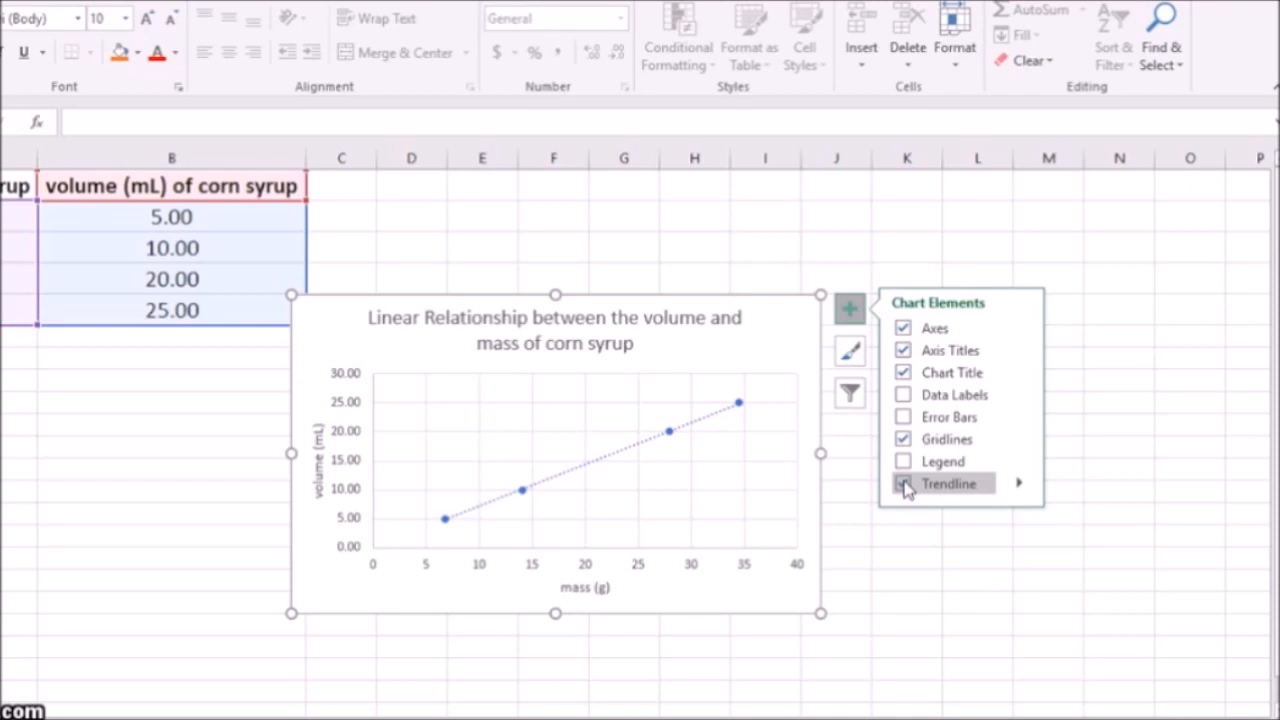 (Body) 10 A A Wrap Text General Conditional Formatting Format as Table Cell Styles Insert Delete Format AutoSum Fill Clear Sort & Filter Find & Select
U A Merge & Center $ % .0 .00
Font Alignment Number Styles Cells Editing
fx
B C D E F G H I J K L M N O P
rup volume (mL) of corn syrup
5.00
10.00
20.00
25.00
Linear Relationship between the volume and
mass of corn syrup
30.00
25.00
20.00
15.00
10.00
5.00
0.00
volume (mL)
0 5 10 15 20 25 30 35 40
mass (g)
Chart Elements
Axes
Axis Titles
Chart Title
Data Labels
Error Bars
Gridlines
Legend
Trendline
com